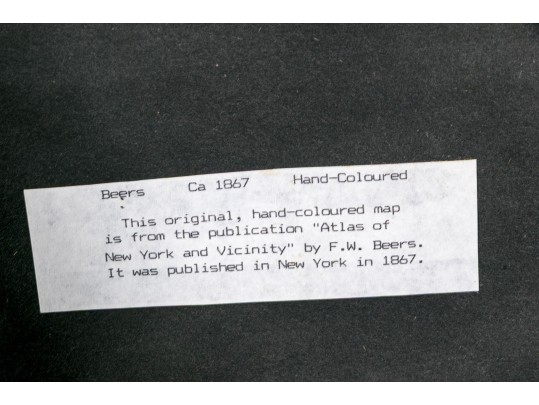 Beers Ca 1867 Hand-Coloured
This original, hand-coloured map
is from the publication "Atlas of
New York and Vicinity" by F.W. Beers.
It was published in New York in 1867.